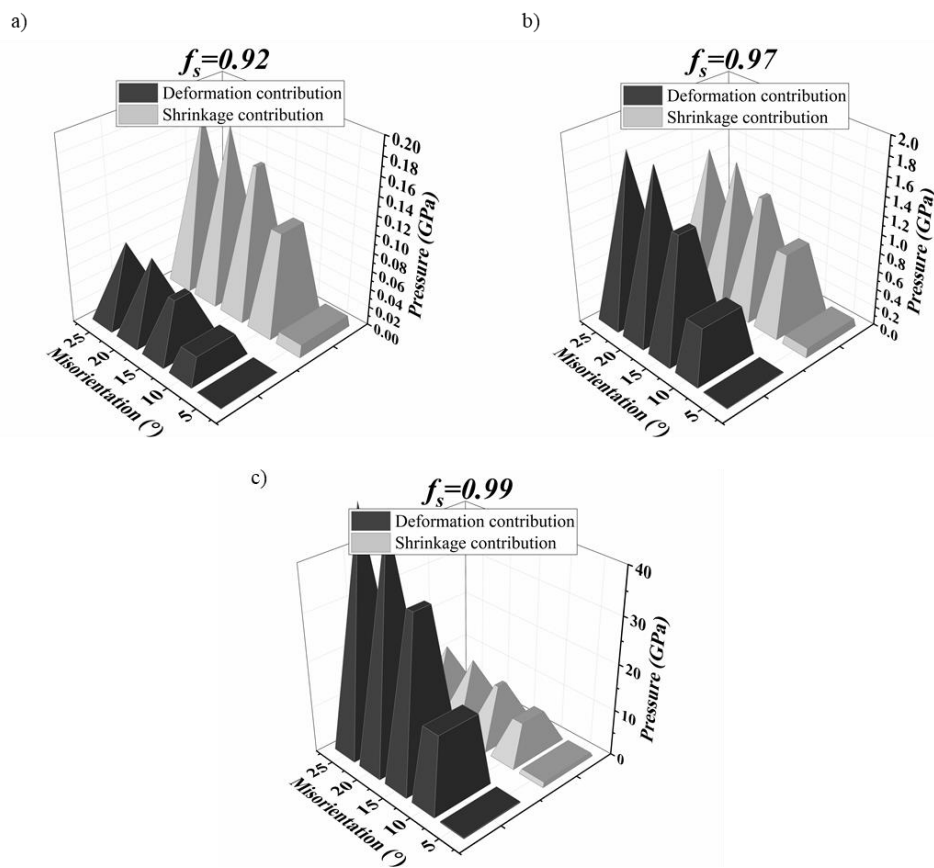 a)
f_s=0.92
Deformation contribution
Shrinkage contribution
0.20
0.18
0.16
0.14
0.12
0.10
0.08
0.06
0.04
0.02
0.00
Pressure (GPa)
25
20
15
10
5
Misorientation (°)
b)
f_s=0.97
Deformation contribution
Shrinkage contribution
2.0
1.8
1.6
1.4
1.2
1.0
0.8
0.6
0.4
0.2
0.0
Pressure (GPa)
25
20
15
10
5
Misorientation (°)
c)
f_s=0.99
Deformation contribution
Shrinkage contribution
40
30
20
10
0
Pressure (GPa)
25
20
15
10
5
Misorientation (°)